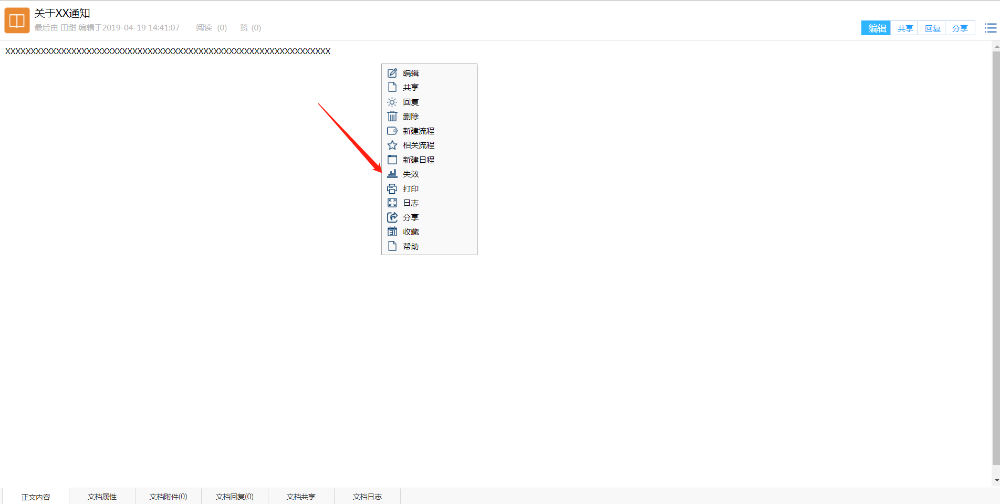 关于XX通知
最后由 田甜 编辑于2019-04-19 14:41:07 阅读 (0) 赞 (0)
编辑 共享 回复 分享
XXXXXXXXXXXXXXXXXXXXXXXXXXXXXXXXXXXXXXXXXXXXXXXXXXXXXXXXXXXXXXXX
编辑
共享
回复
删除
新建流程
相关流程
新建日程
失效
打印
日志
分享
31 收藏
帮助
正文内容 文档属性 文档附件(0) 文档回复(0) 文档共享 文档日志